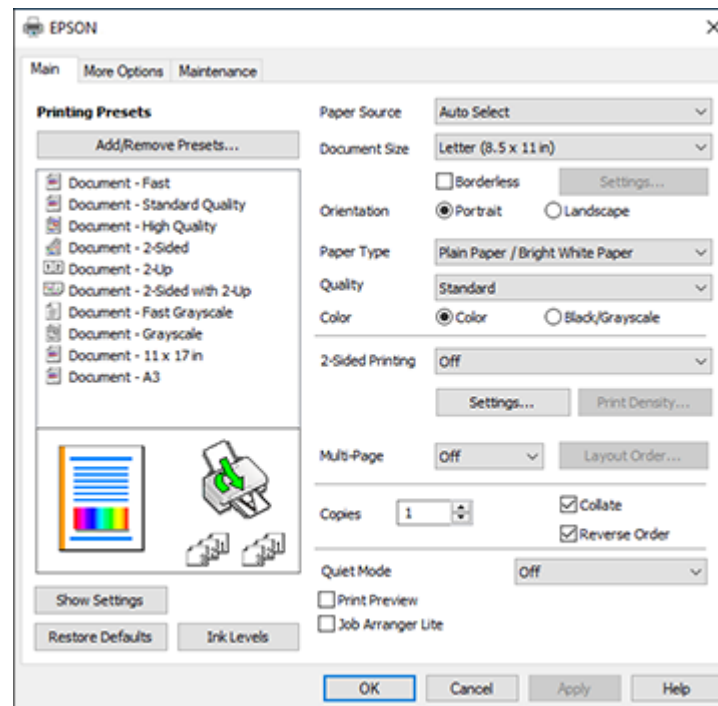 EPSON
Main
More Options
Maintenance
Printing Presets
Add/Remove Presets...
Document - Fast
Document - Standard Quality
Document - High Quality
Document - 2-Sided
Document - 2-Up
Document - 2-Sided with 2-Up
Document - Fast Grayscale
Document - Grayscale
Document - 11 x 17 in
Document - A3
Show Settings
Restore Defaults
Ink Levels
Paper Source
Auto Select
Document Size
Letter (8.5 x 11 in)
Borderless
Settings...
Orientation
Portrait
Landscape
Paper Type
Plain Paper / Bright White Paper
Quality
Standard
Color
Color
Black/Grayscale
2-Sided Printing
Off
Settings...
Print Density...
Multi-Page
Off
Layout Order...
Copies
1
Collate
Reverse Order
Quiet Mode
Off
Print Preview
Job Arranger Lite
OK
Cancel
Apply
Help